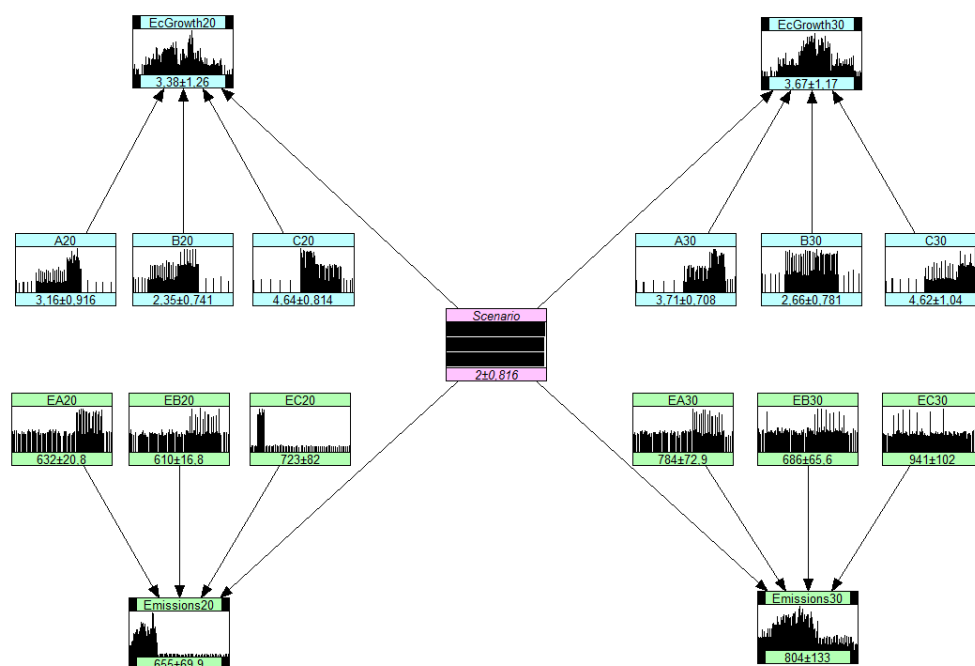 EcGrowth20
3,38±1,26
EcGrowth30
3,67±1,17
A20
3,16±0,916
B20
2,35±0,741
C20
4,64±0,814
A30
3,71±0,708
B30
2,66±0,781
C30
4,62±1,04
Scenario
2±0,816
EA20
632±20,8
EB20
610±16,8
EC20
723±82
EA30
784±72,9
EB30
686±65,6
EC30
941±102
Emissions20
655±69,9
Emissions30
804±133